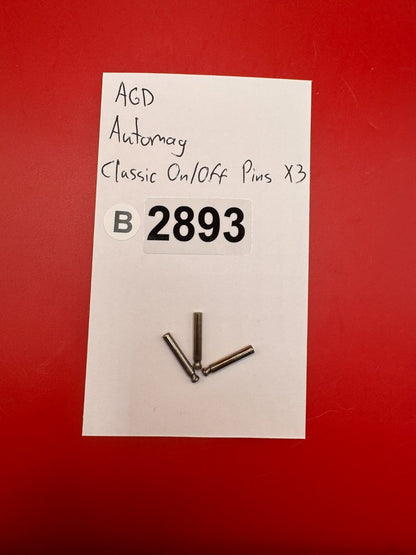 AGD
Automag
Classic On/Off Pins X3
B 2893